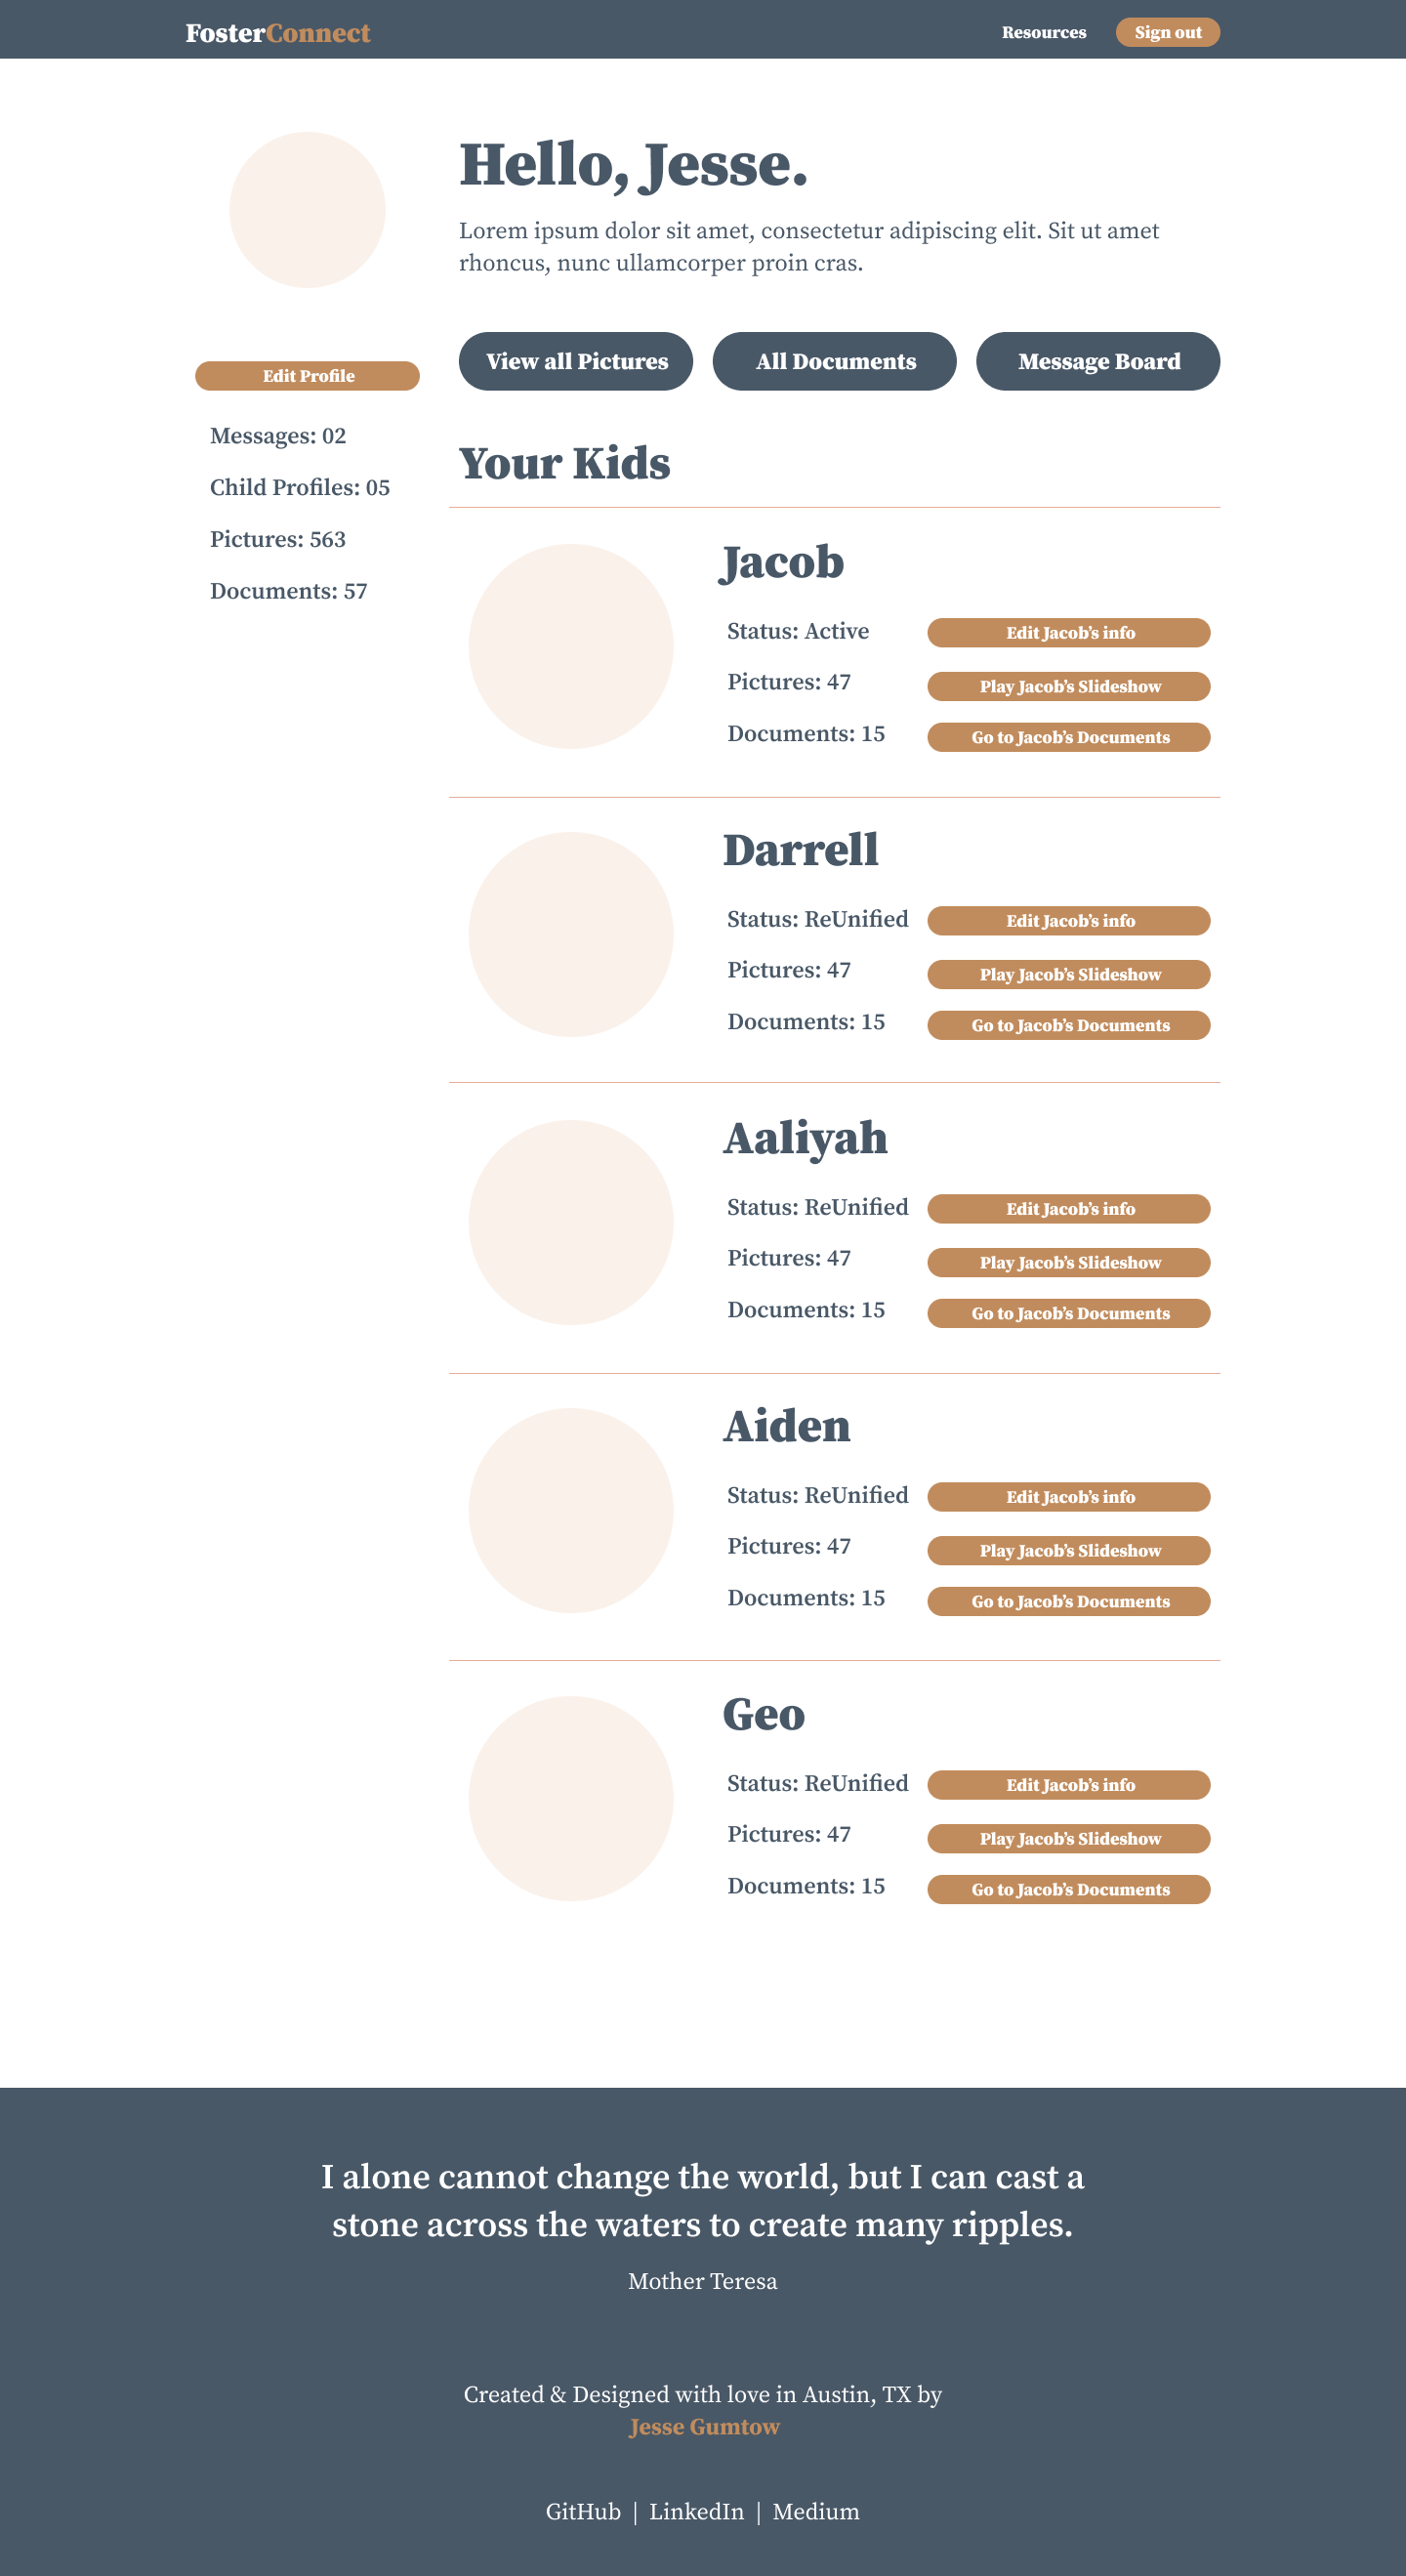 FosterConnect
Resources
Sign out
Hello, Jesse.
Lorem ipsum dolor sit amet, consectetur adipiscing elit. Sit ut amet
rhoncus, nunc ullamcorper proin cras.
View all Pictures
All Documents
Message Board
Edit Profile
Messages: 02
Child Profiles: 05
Pictures: 563
Documents: 57
Your Kids
Jacob
Status: Active
Edit Jacob’s info
Pictures: 47
Play Jacob’s Slideshow
Documents: 15
Go to Jacob’s Documents
Darrell
Status: ReUnified
Edit Jacob’s info
Pictures: 47
Play Jacob’s Slideshow
Documents: 15
Go to Jacob’s Documents
Aaliyah
Status: ReUnified
Edit Jacob’s info
Pictures: 47
Play Jacob’s Slideshow
Documents: 15
Go to Jacob’s Documents
Aiden
Status: ReUnified
Edit Jacob’s info
Pictures: 47
Play Jacob’s Slideshow
Documents: 15
Go to Jacob’s Documents
Geo
Status: ReUnified
Edit Jacob’s info
Pictures: 47
Play Jacob’s Slideshow
Documents: 15
Go to Jacob’s Documents
I alone cannot change the world, but I can cast a
stone across the waters to create many ripples.
Mother Teresa
Created & Designed with love in Austin, TX by
Jesse Gumtow
GitHub | LinkedIn | Medium